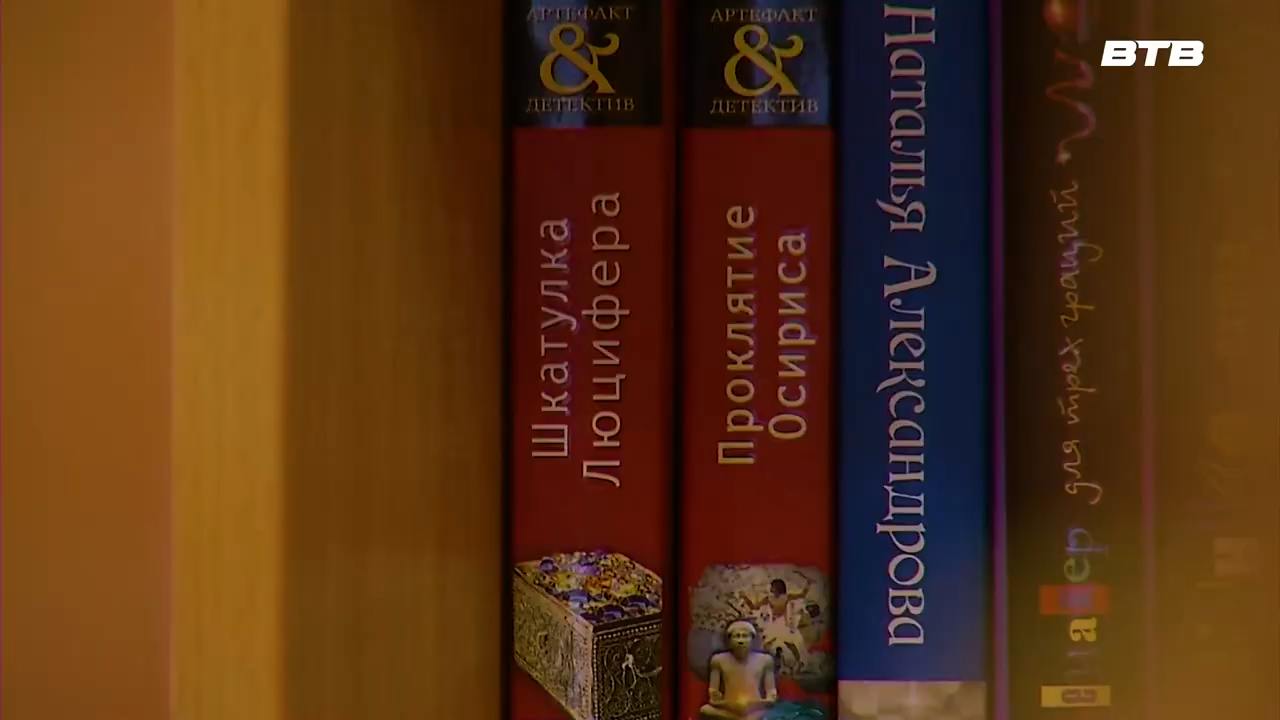 АРТЕФАКТ
&
ДЕТЕКТИВ
Шкатулка
Люцифера
АРТЕФАКТ
&
ДЕТЕКТИВ
Проклятие
Осириса
Наталья Александрова
для трех граций
ВТВ